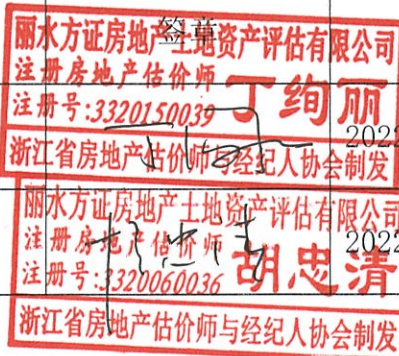 签章
丽水方证房地产土地资产评估有限公司
注册房地产估价师
注册号:3320150039
丁绚丽
2022
浙江省房地产估价师与经纪人协会制发
丽水方证房地产土地资产评估有限公司
注册房地产估价师
注册号:3320060036
胡忠清
2022
浙江省房地产估价师与经纪人协会制发